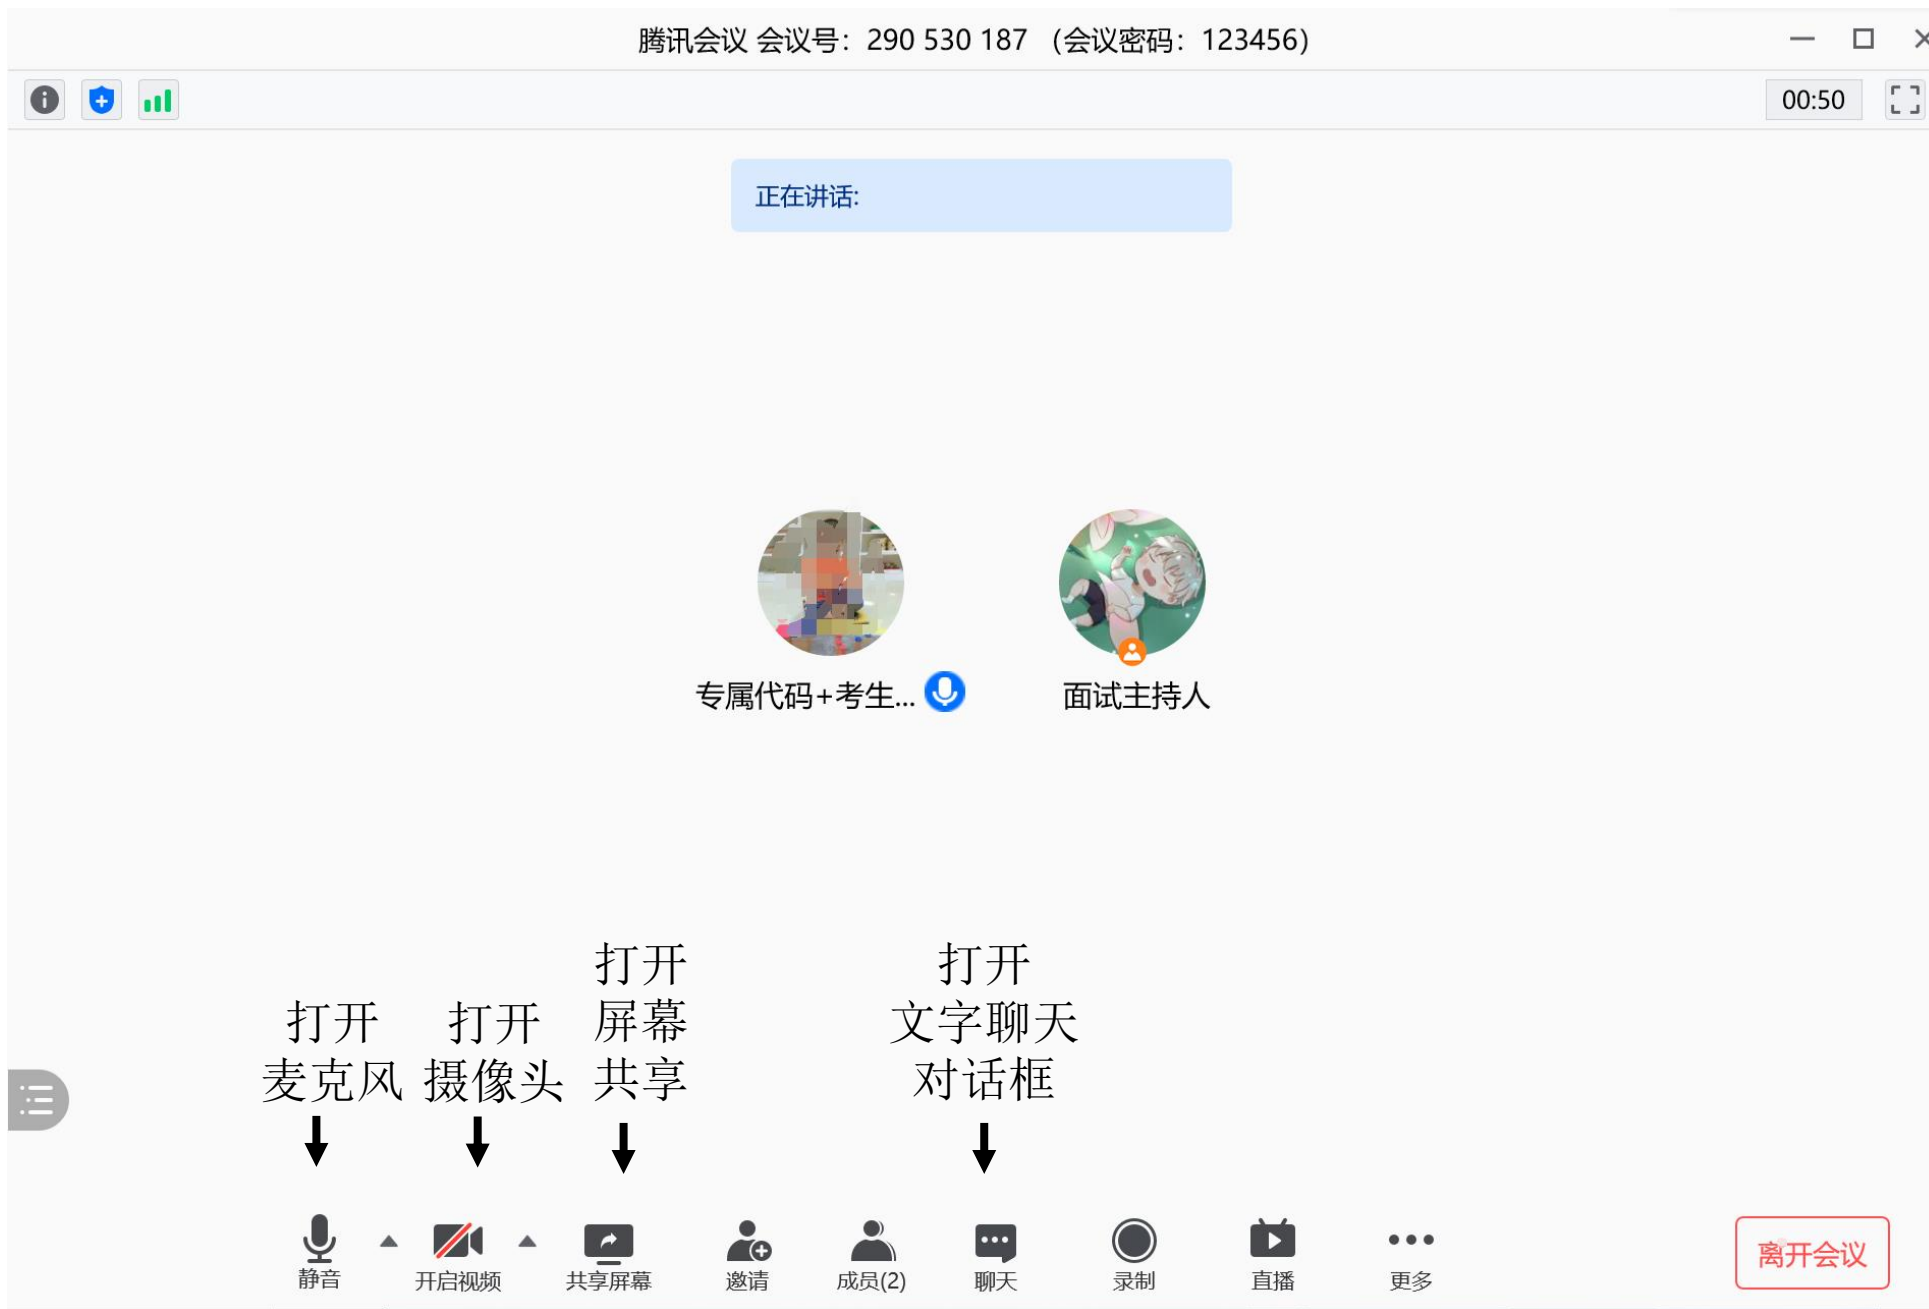 腾讯会议 会议号：290 530 187 （会议密码：123456）
00:50
正在讲话:
专属代码+考生...
面试主持人
打开
麦克风
打开
摄像头
打开
屏幕
共享
打开
文字聊天
对话框
静音
开启视频
共享屏幕
邀请
成员(2)
聊天
录制
直播
更多
离开会议